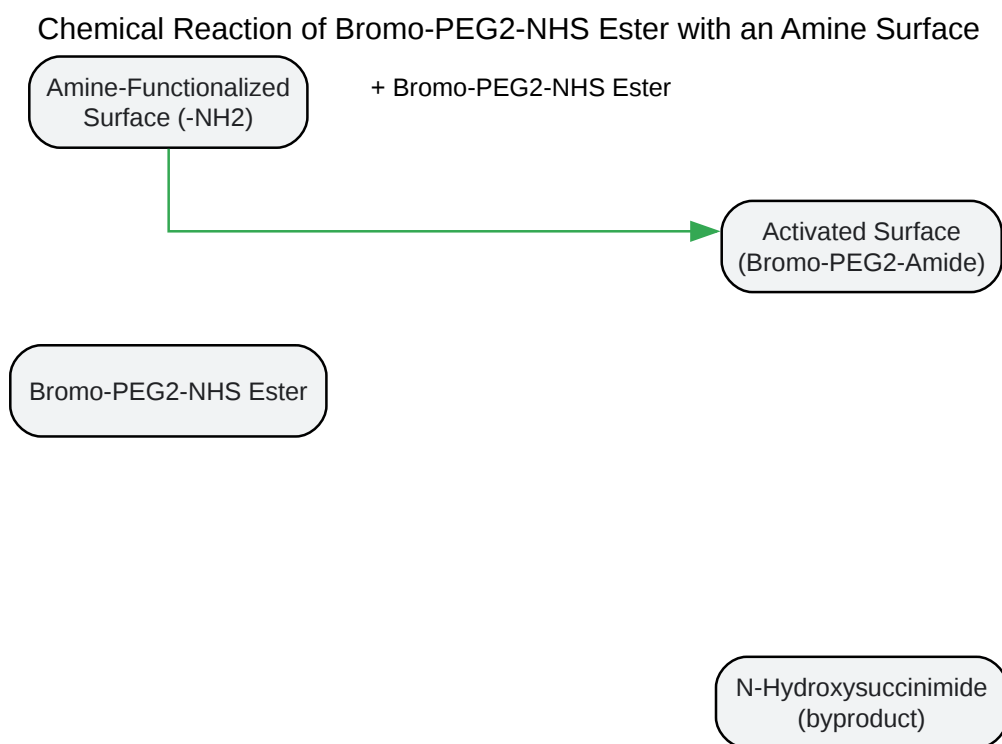 Chemical Reaction of Bromo-PEG2-NHS Ester with an Amine Surface
Amine-Functionalized
Surface (-NH2)
+ Bromo-PEG2-NHS Ester
Activated Surface
(Bromo-PEG2-Amide)
Bromo-PEG2-NHS Ester
N-Hydroxysuccinimide
(byproduct)